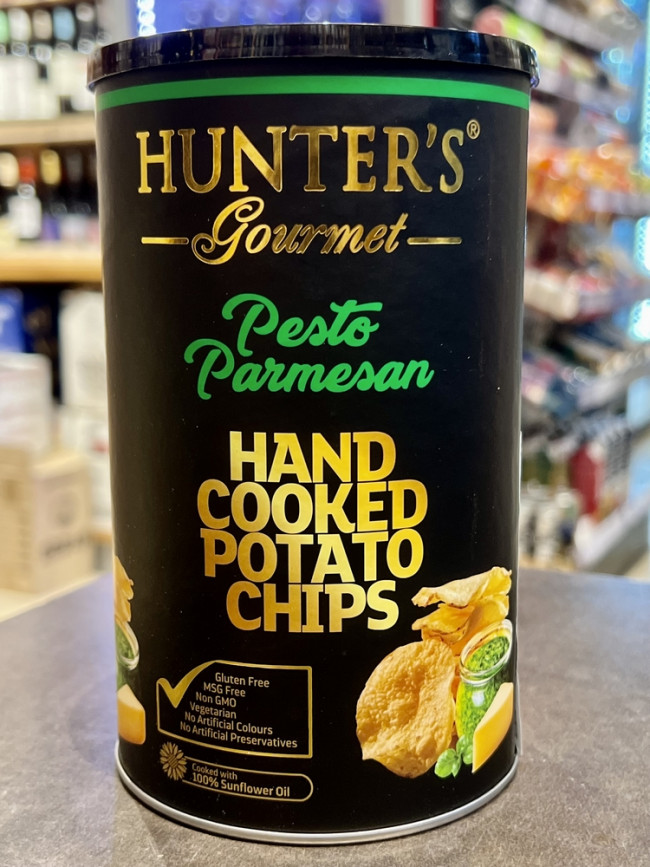 HUNTER'S®
Gourmet
Pesto
Parmesan
HAND
COOKED
POTATO
CHIPS
Gluten Free
MSG Free
Non GMO
Vegetarian
No Artificial Colours
No Artificial Preservatives
Cooked with
100% Sunflower Oil